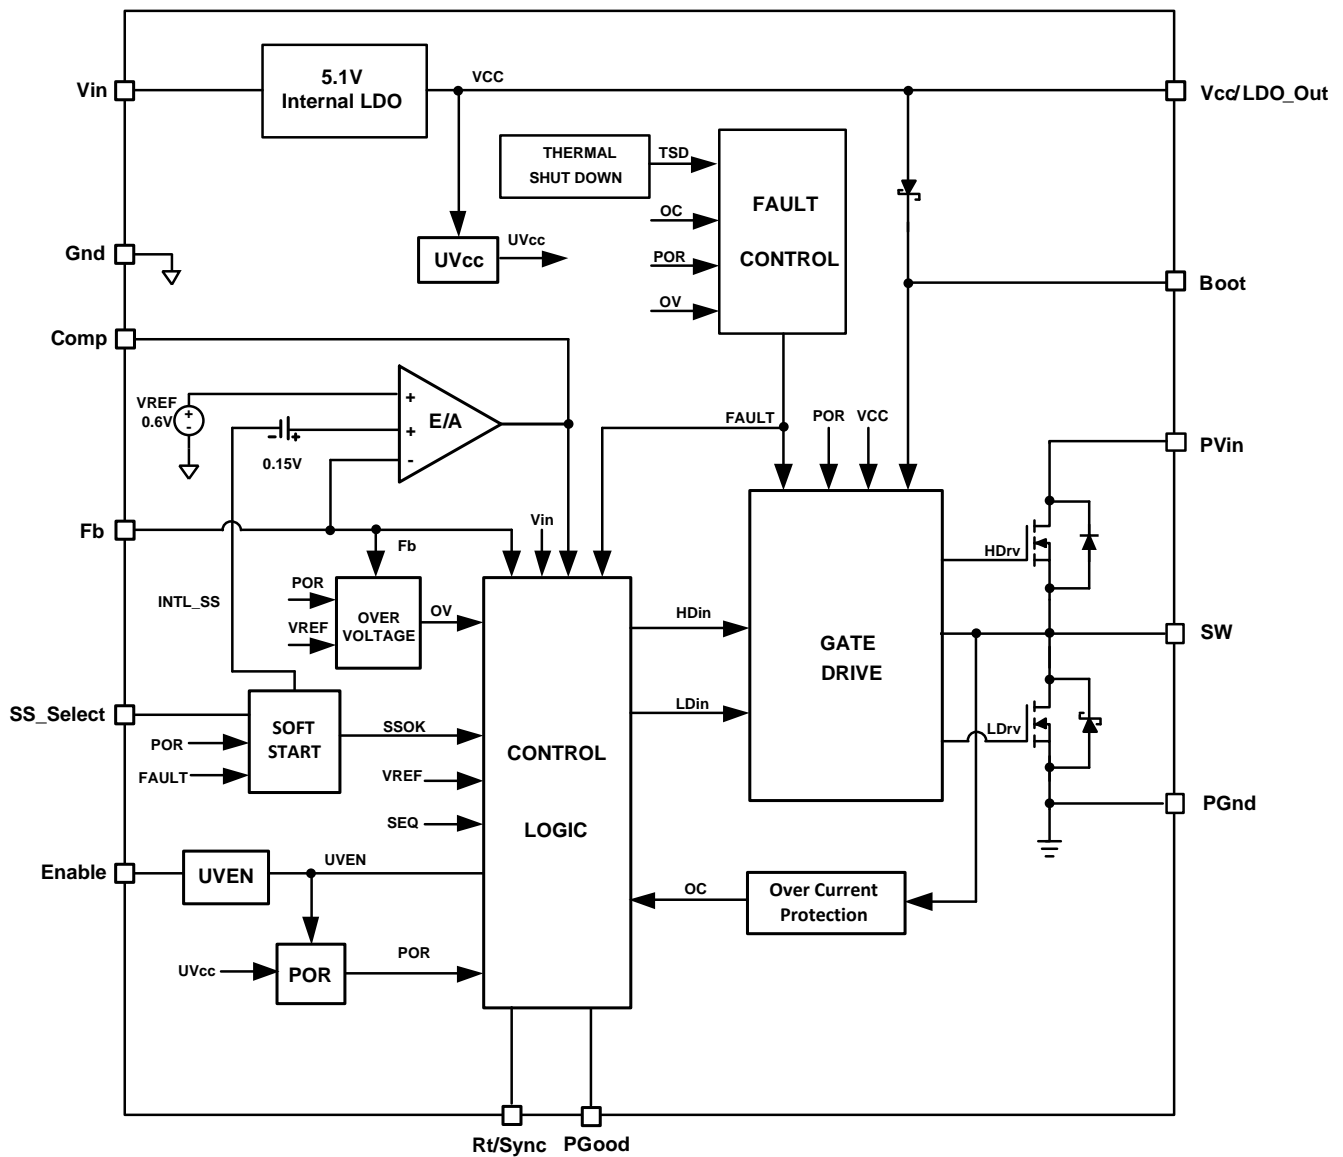 5.1V
Internal LDO
VCC
Vin
Vcc/LDO_Out
THERMAL
SHUT DOWN
TSD
FAULT
CONTROL
OC
POR
OV
UVcc
UVcc
Gnd
Boot
Comp
VREF
0.6V
+
-
+
+
-
E/A
- +
0.15V
FAULT
POR
VCC
PVin
Fb
Fb
Vin
HDrv
INTL_SS
POR
VREF
OVER
VOLTAGE
OV
HDin
GATE
DRIVE
SW
SS_Select
SOFT
START
POR
FAULT
SSOK
LDin
LDrv
CONTROL
LOGIC
VREF
SEQ
PGnd
Enable
UVEN
UVEN
OC
Over Current
Protection
UVcc
POR
POR
Rt/Sync
PGood